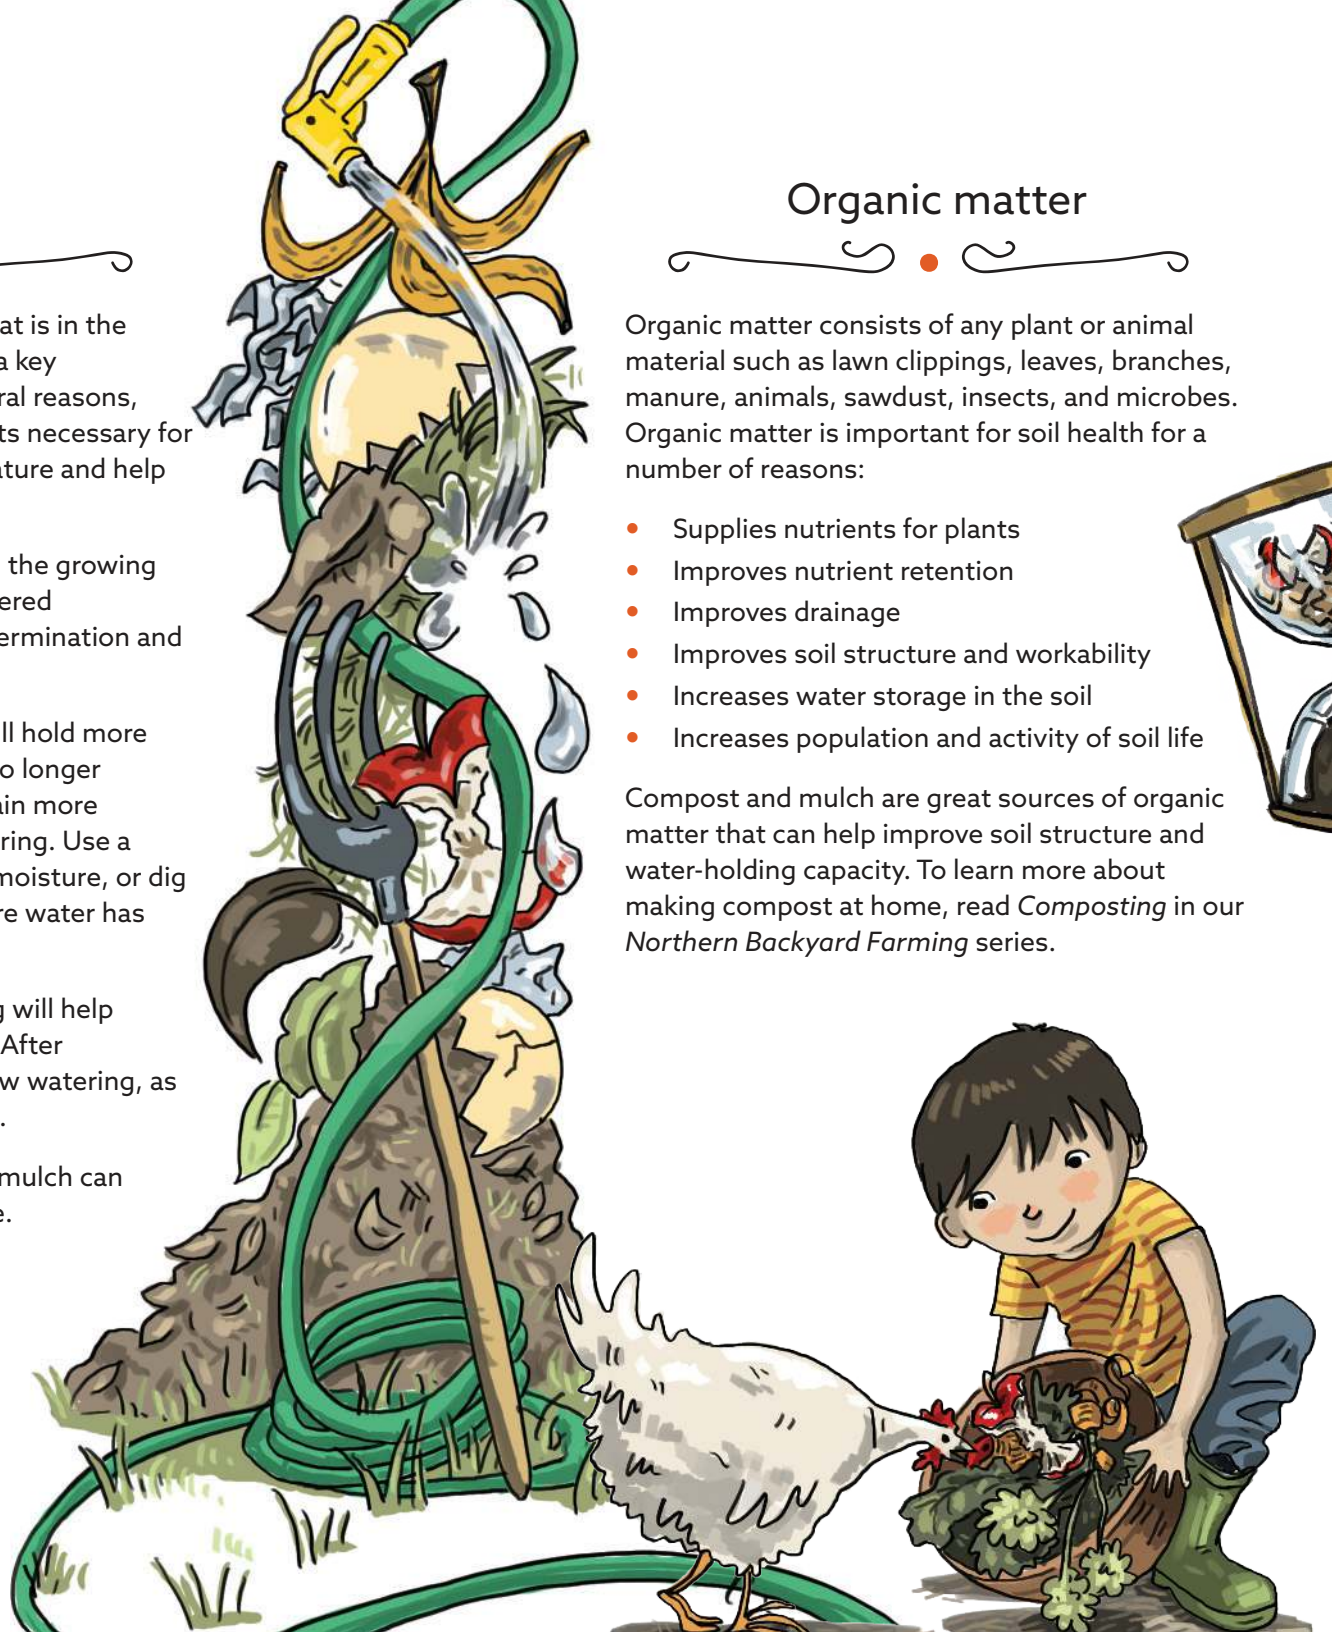 at is in the
a key
ral reasons,
ts necessary for
ature and help
the growing
ered
ermination and
ll hold more
o longer
ain more
ring. Use a
moisture, or dig
re water has
g will help
After
w watering, as
.
mulch can
e.
Organic matter
Organic matter consists of any plant or animal
material such as lawn clippings, leaves, branches,
manure, animals, sawdust, insects, and microbes.
Organic matter is important for soil health for a
number of reasons:
• Supplies nutrients for plants
• Improves nutrient retention
• Improves drainage
• Improves soil structure and workability
• Increases water storage in the soil
• Increases population and activity of soil life
Compost and mulch are great sources of organic
matter that can help improve soil structure and
water-holding capacity. To learn more about
making compost at home, read Composting in our
Northern Backyard Farming series.